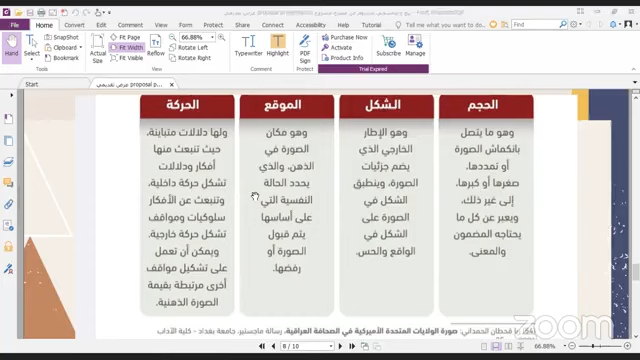 File
Home
Convert
Edit
Organize
Comment
View
Form
Protect
Share
Connect
Accessibility
Help
Tutorial
Tell me what you want to do...
Find
Hand
Select
SnapShot
Clipboard
Bookmark
Tools
Actual Size
Fit Page
Fit Width
Fit Visible
Reflow
66.88%
Rotate Left
Rotate Right
View
Typewriter
Highlight
Comment
PDF Sign
Protect
Purchase Now
Activate
Product Info
Subscribe
Manage
Trial Expired
Start
عرض تقديمي proposal p...
الحجم
وهو ما يتصل
بانكماش الصورة
أو تمددها،
صغرها أو كبرها،
إلى غير ذلك،
ويعبر عن كل ما
يحتاجه المضمون
والمعنى.
الشكل
وهو الإطار
الخارجي الذي
يضم جزئيات
الصورة، وينطبق
الشكل في
الصورة على
الشكل في
الواقع والحس.
الموقع
وهو مكان
الصورة في
الذهن، والذي
يحدد الحالة
النفسية التي
على أساسها
يتم قبول
الصورة أو
رفضها.
الحركة
ولها دلالات متباينة،
حيث تنبعث منها
أفكار ودلالات
تشكل حركة داخلية،
وتنبعث عن الأفكار
سلوكيات ومواقف
تشكل حركة خارجية.
ويمكن أن تعمل
على تشكيل مواقف
أخرى مرتبطة بقيمة
الصورة الذهنية.
قحطان الحمداني: صورة الولايات المتحدة الأميركية في الصحافة العراقية، رسالة ماجستير، جامعة بغداد - كلية الآداب
zoom
8 / 10
66.88%